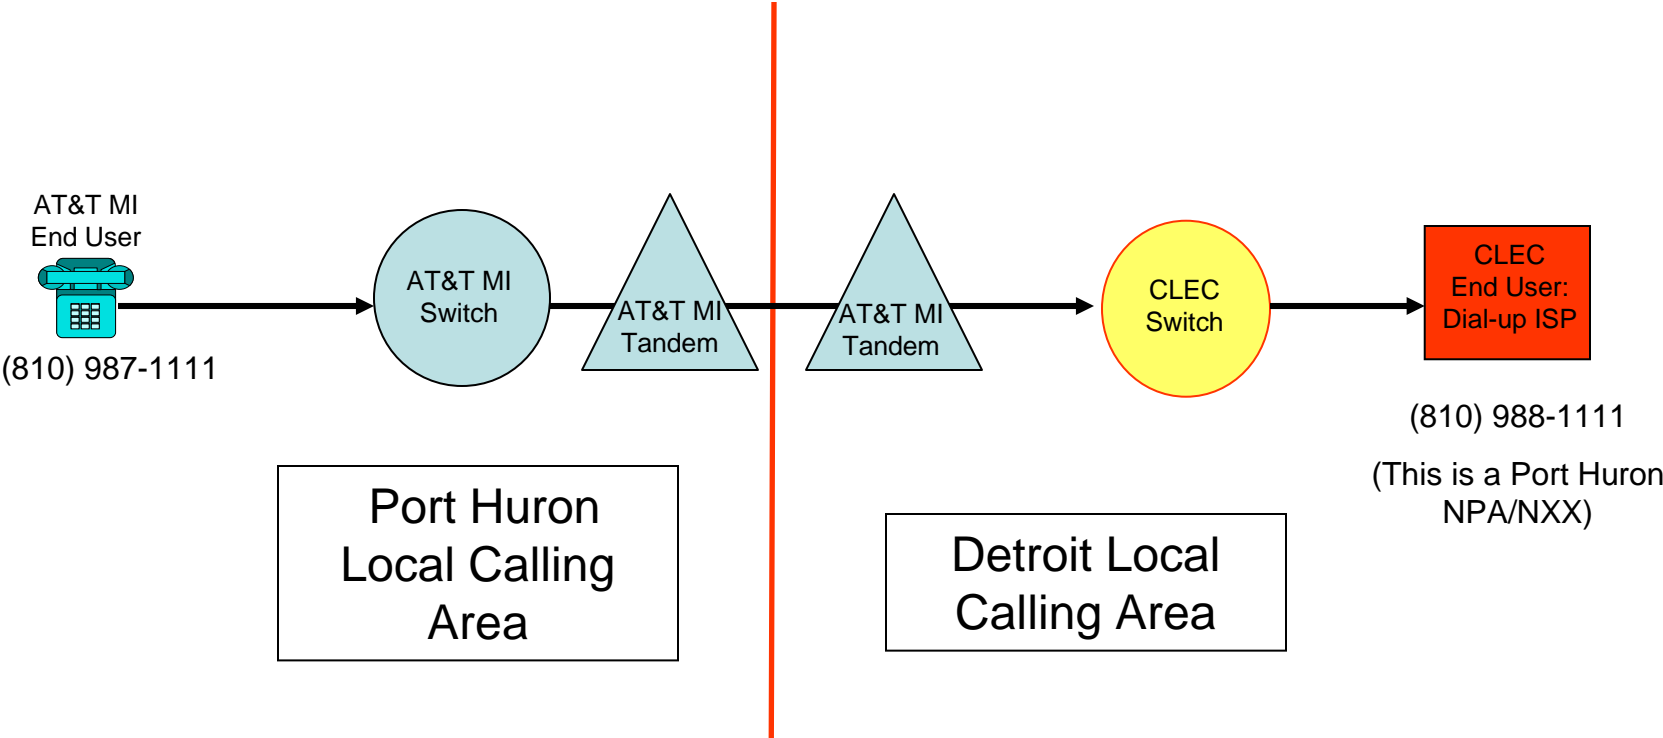 AT&T MI
End User
(810) 987-1111
AT&T MI
Switch
AT&T MI
Tandem
AT&T MI
Tandem
CLEC
Switch
CLEC
End User:
Dial-up ISP
(810) 988-1111
(This is a Port Huron
NPA/NXX)
Port Huron
Local Calling
Area
Detroit Local
Calling Area